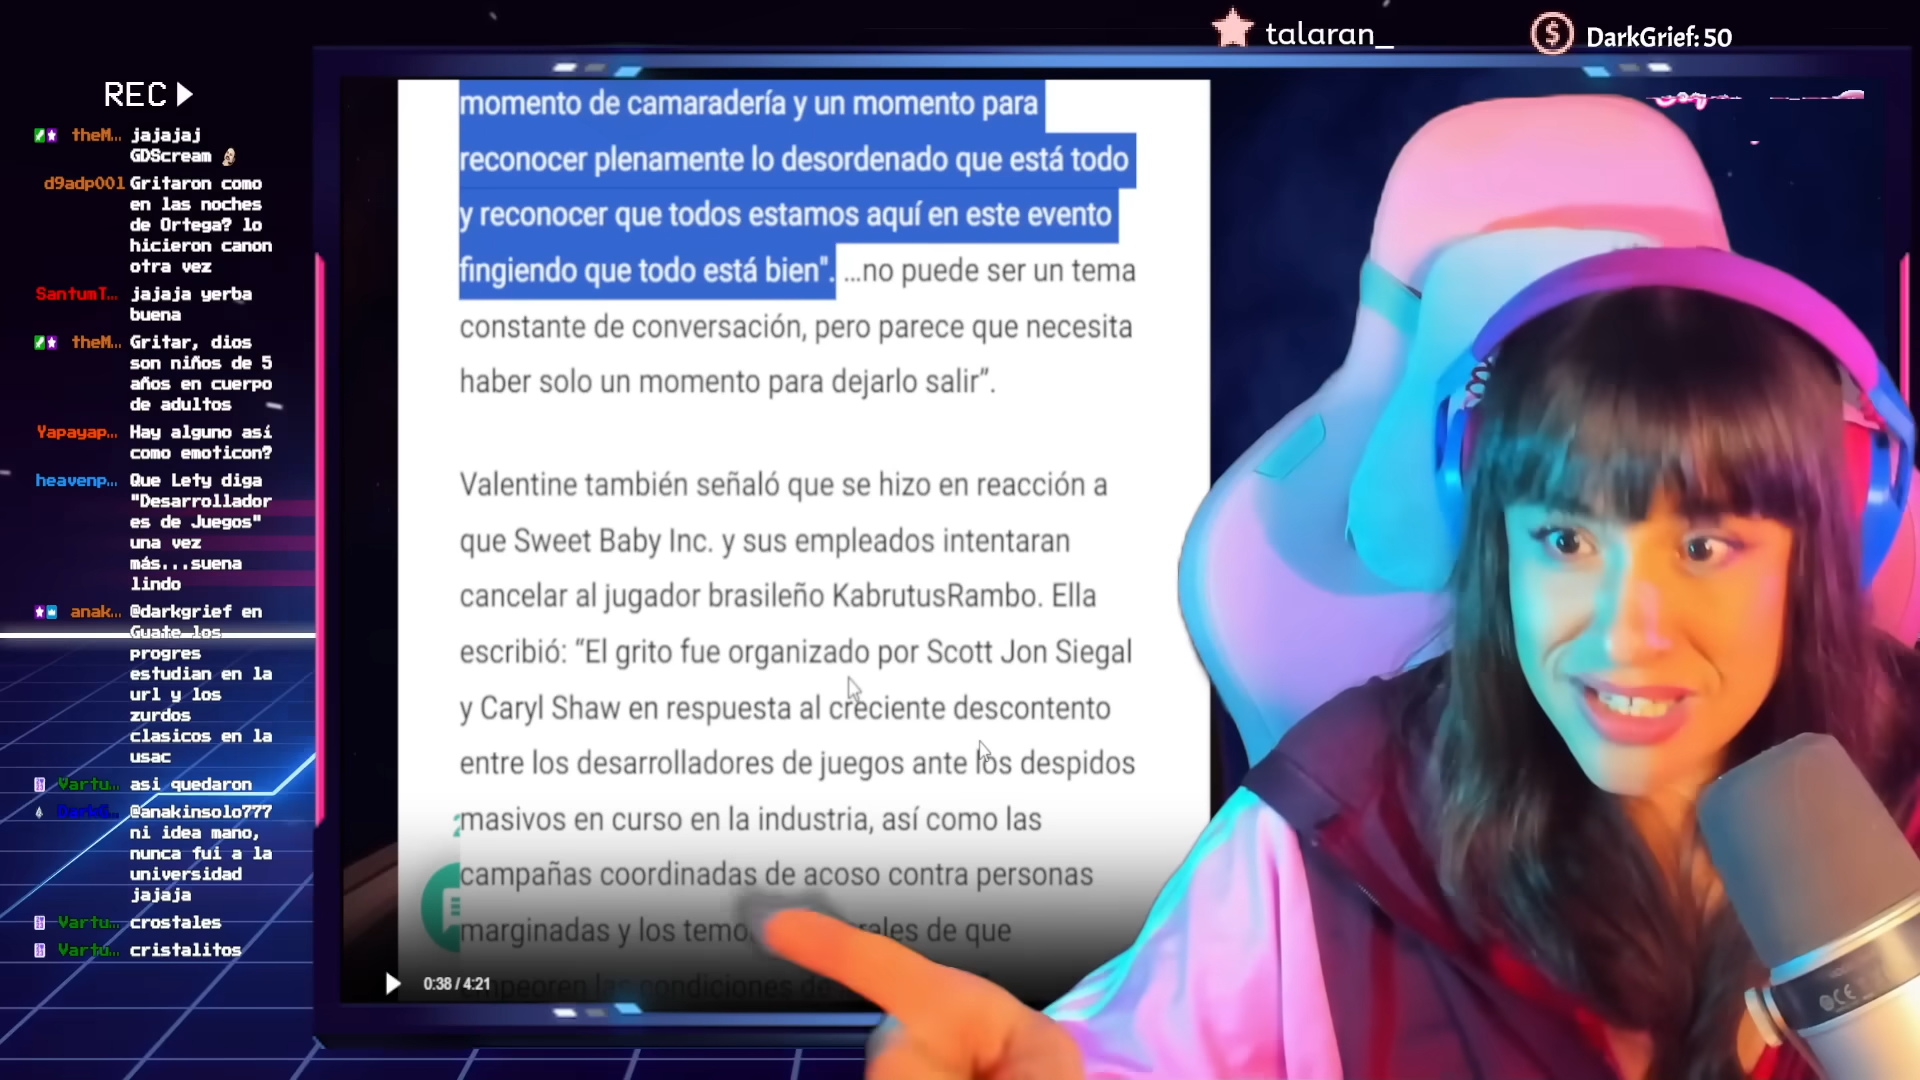 talaran_
DarkGrief: 50
REC
theM... jajajaj
GDScream
d9adp001 Gritaron como
en las noches
de Ortega? lo
hicieron canon
otra vez
SantumT... jajaja yerba
buena
theM... Gritar, dios
son niños de 5
años en cuerpo
de adultos
Yapayap... Hay alguno así
como emoticon?
heavenp... Que Lety diga
"Desarrollador
es de Juegos"
una vez
más...suena
lindo
anak... @darkgrief en
Guate los
progres
estudian en la
url y los
zurdos
clasicos en la
usac
Vartu... asi quedaron
DarkG... @anakinsolo777
ni idea mano,
nunca fui a la
universidad
jajaja
Vartu... crostales
Vartu... cristalitos
momento de camaradería y un momento para
reconocer plenamente lo desordenado que está todo
y reconocer que todos estamos aquí en este evento
fingiendo que todo está bien". ...no puede ser un tema
constante de conversación, pero parece que necesita
haber solo un momento para dejarlo salir”.
Valentine también señaló que se hizo en reacción a
que Sweet Baby Inc. y sus empleados intentaran
cancelar al jugador brasileño KabrutusRambo. Ella
escribió: “El grito fue organizado por Scott Jon Siegal
y Caryl Shaw en respuesta al creciente descontento
entre los desarrolladores de juegos ante los despidos
masivos en curso en la industria, así como las
campañas coordinadas de acoso contra personas
marginadas y los de que
empeoren las condiciones de
0:38 / 4:21